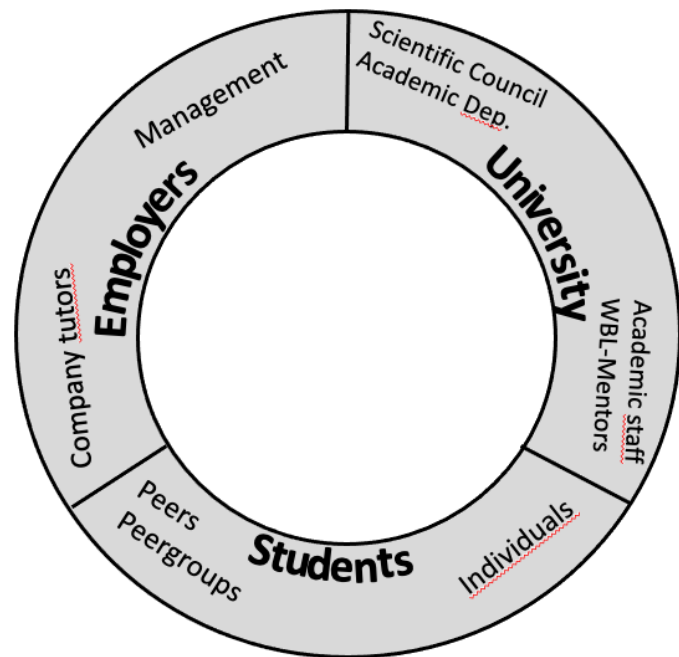 Management
Employers
Company tutors
Scientific Council
Academic Dep.
University
Academic staff
WBL-Mentors
Peers
Peergroups
Students
Individuals